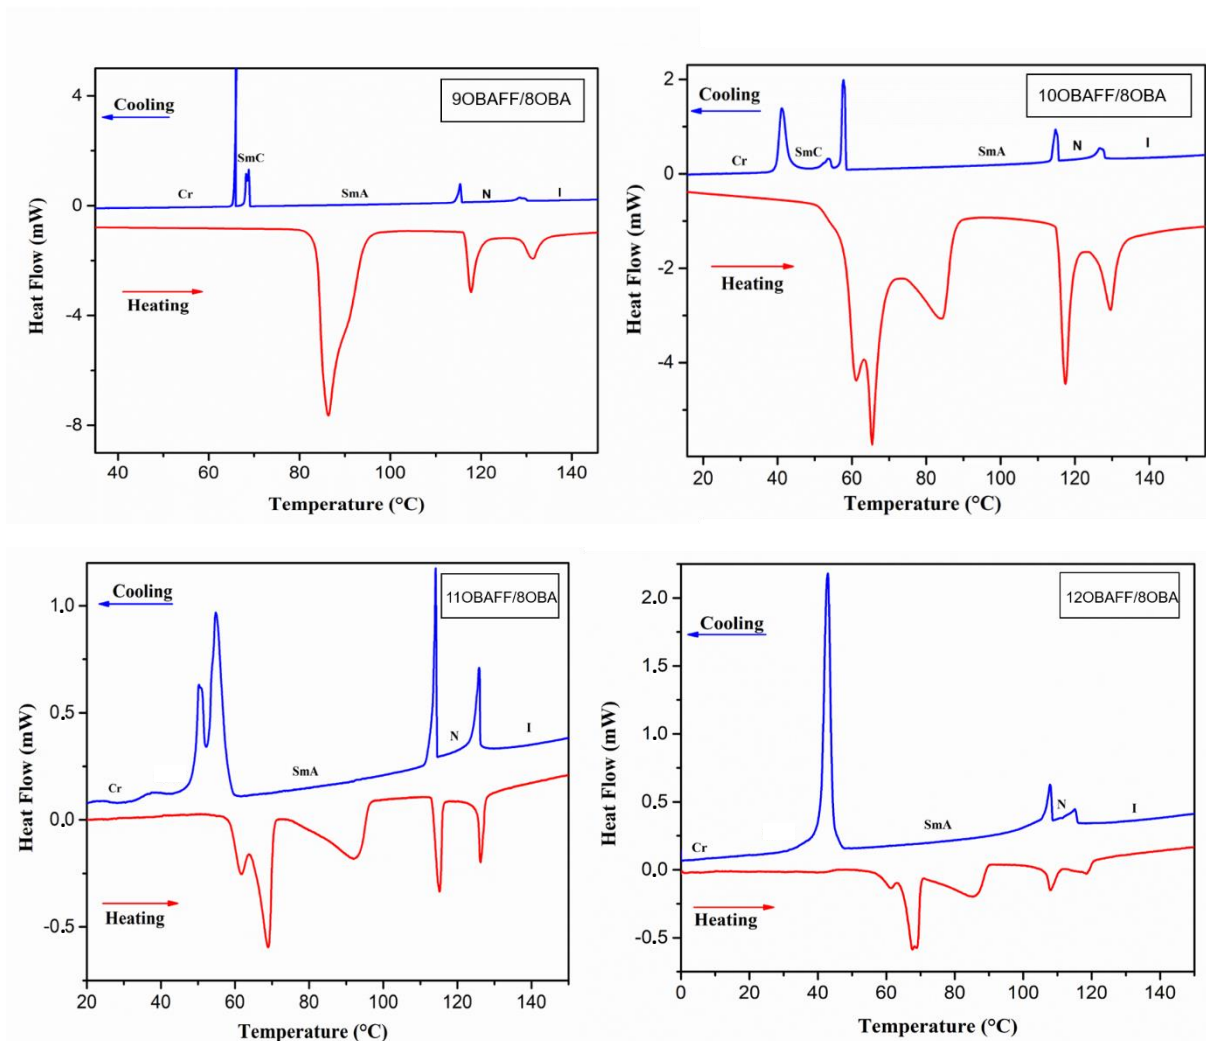 9OBAFF/8OBA
Cooling
SmC
Cr
SmA
N
I
Heating
Heat Flow (mW)
4
0
-4
-8
40
60
80
100
120
140
Temperature (°C)
10OBAFF/8OBA
Cooling
Cr
SmC
SmA
N
I
Heating
Heat Flow (mW)
2
0
-2
-4
20
40
60
80
100
120
140
Temperature (°C)
11OBAFF/8OBA
Cooling
Cr
SmA
N
I
Heating
Heat Flow (mW)
1.0
0.5
0.0
-0.5
20
40
60
80
100
120
140
Temperature (°C)
12OBAFF/8OBA
Cooling
Cr
SmA
N
I
Heating
Heat Flow (mW)
2.0
1.5
1.0
0.5
0.0
-0.5
0
20
40
60
80
100
120
140
Temperature (°C)